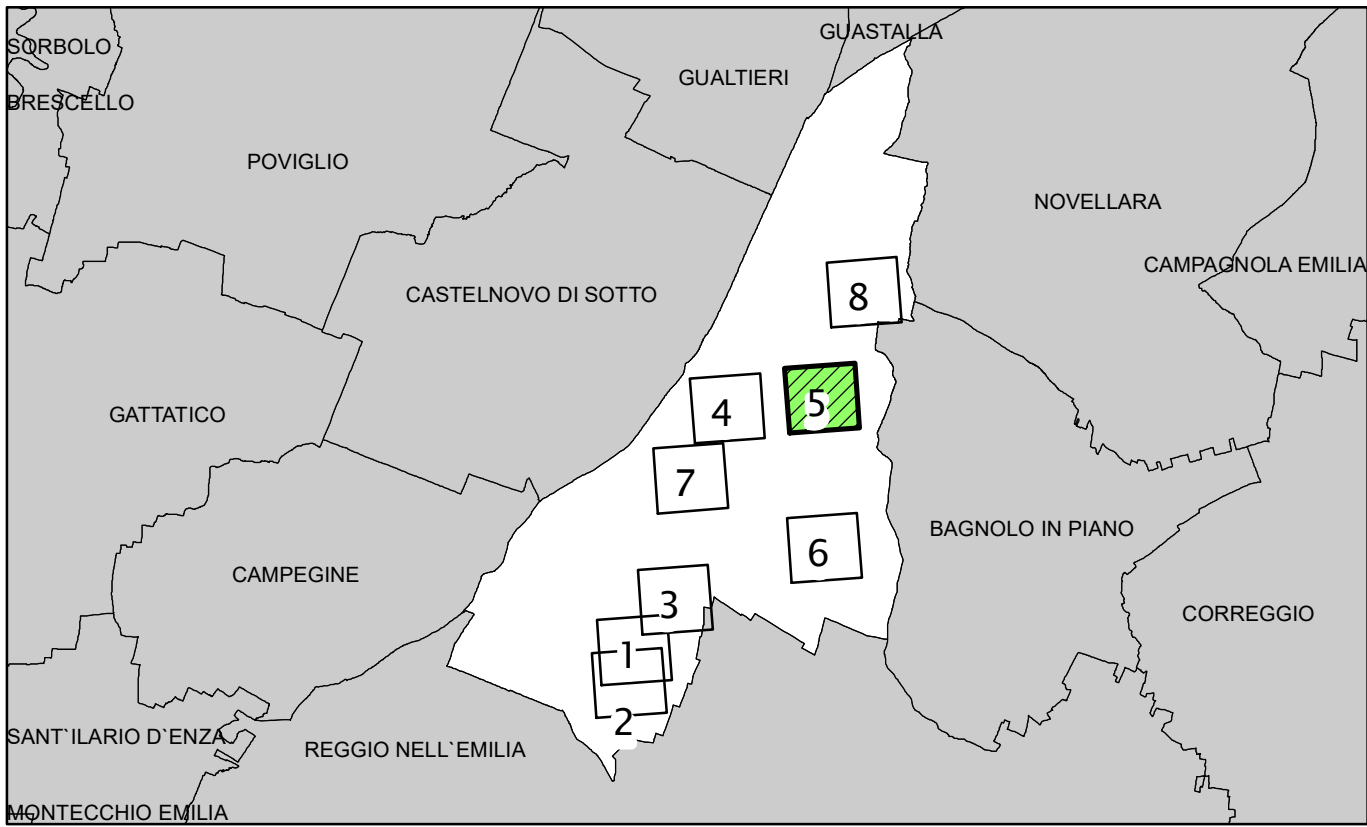 GUASTALLA
SORBOLO
GUALTIERI
BRESCELLO
POVIGLIO
NOVELLARA
CAMPAGNOLA EMILIA
CASTELNOVO DI SOTTO
8
5
4
GATTATICO
7
BAGNOLO IN PIANO
6
CAMPEGINE
3
CORREGGIO
1
2
SANT`ILARIO D`ENZA
REGGIO NELL`EMILIA
MONTECCHIO EMILIA